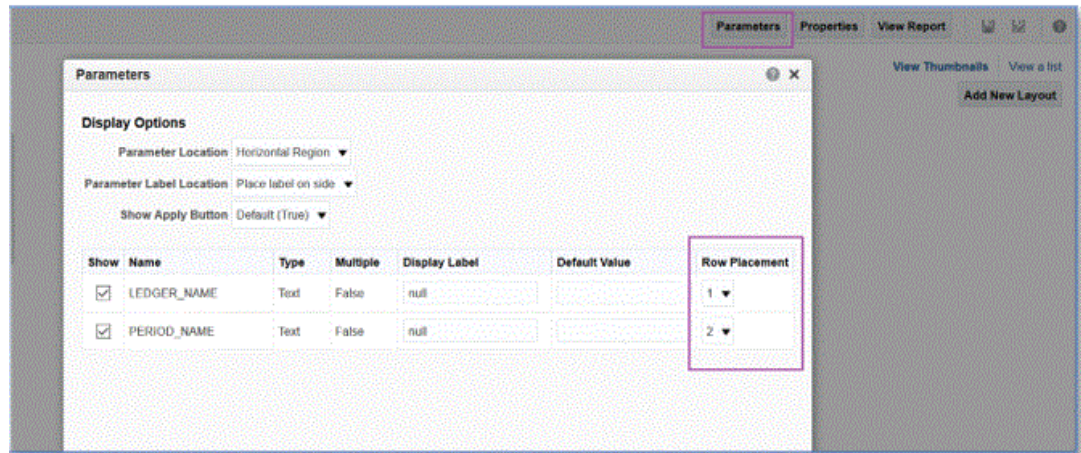 Parameters Properties View Report
View Thumbnails View a list
Add New Layout
Parameters
Display Options
Parameter Location Horizontal Region
Parameter Label Location Place label on side
Show Apply Button Default (True)
Show Name Type Multiple Display Label Default Value Row Placement
LEDGER_NAME Text False null 1
PERIOD_NAME Text False null 2